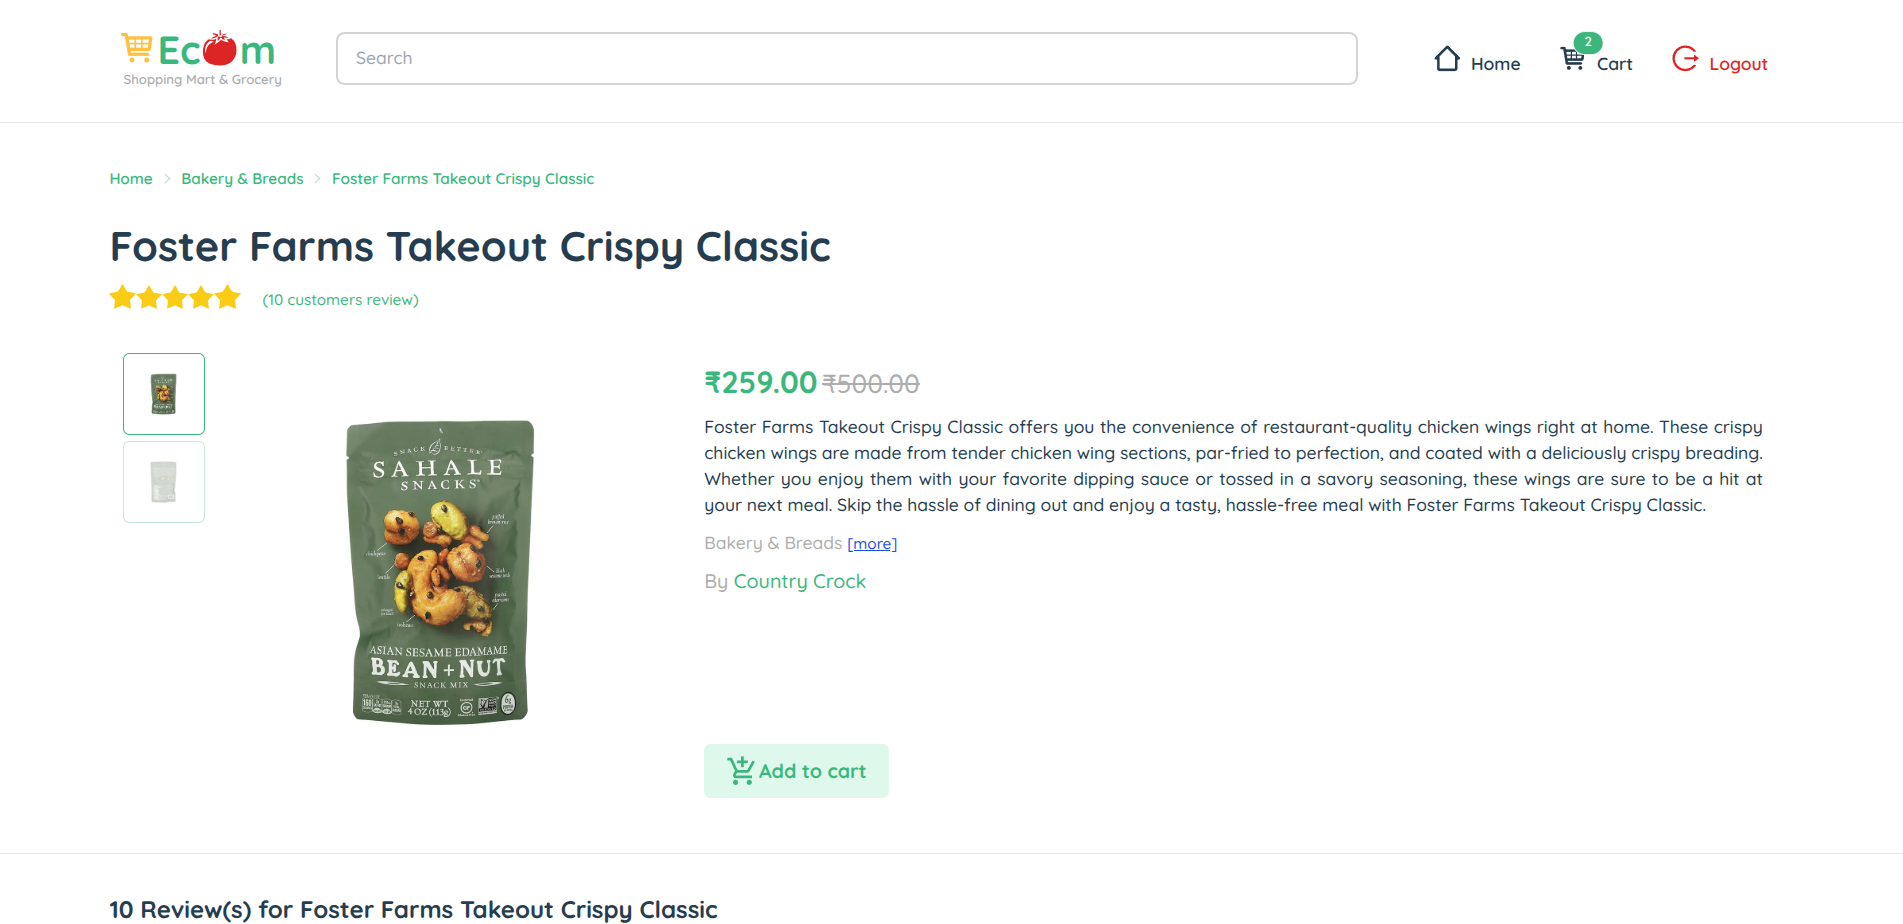 Ecom
Shopping Mart & Grocery
Search
Home
2
Cart
Logout
Home > Bakery & Breads > Foster Farms Takeout Crispy Classic
Foster Farms Takeout Crispy Classic
(10 customers review)
₹259.00 ₹500.00
Foster Farms Takeout Crispy Classic offers you the convenience of restaurant-quality chicken wings right at home. These crispy
chicken wings are made from tender chicken wing sections, par-fried to perfection, and coated with a deliciously crispy breading.
Whether you enjoy them with your favorite dipping sauce or tossed in a savory seasoning, these wings are sure to be a hit at
your next meal. Skip the hassle of dining out and enjoy a tasty, hassle-free meal with Foster Farms Takeout Crispy Classic.
Bakery & Breads [more]
By Country Crock
SNACK BETTER
SAHALE
SNACKS
ASIAN SESAME EDAMAME
BEAN + NUT
SNACK MIX
NET WT
4 OZ (113g)
Add to cart
10 Review(s) for Foster Farms Takeout Crispy Classic